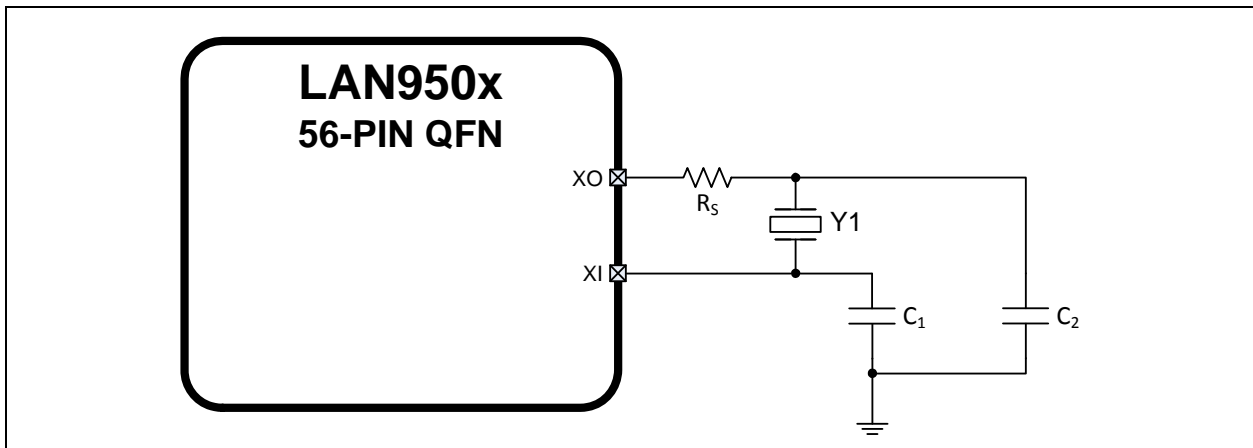 LAN950x
56-PIN QFN
XO
R_S
Y1
XI
C_1
C_2